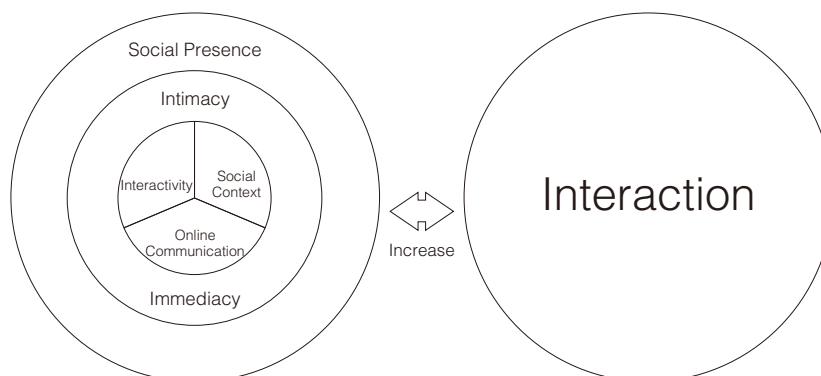 Social Presence
Intimacy
Interactivity
Social
Context
Online
Communication
Immediacy
Increase
Interaction